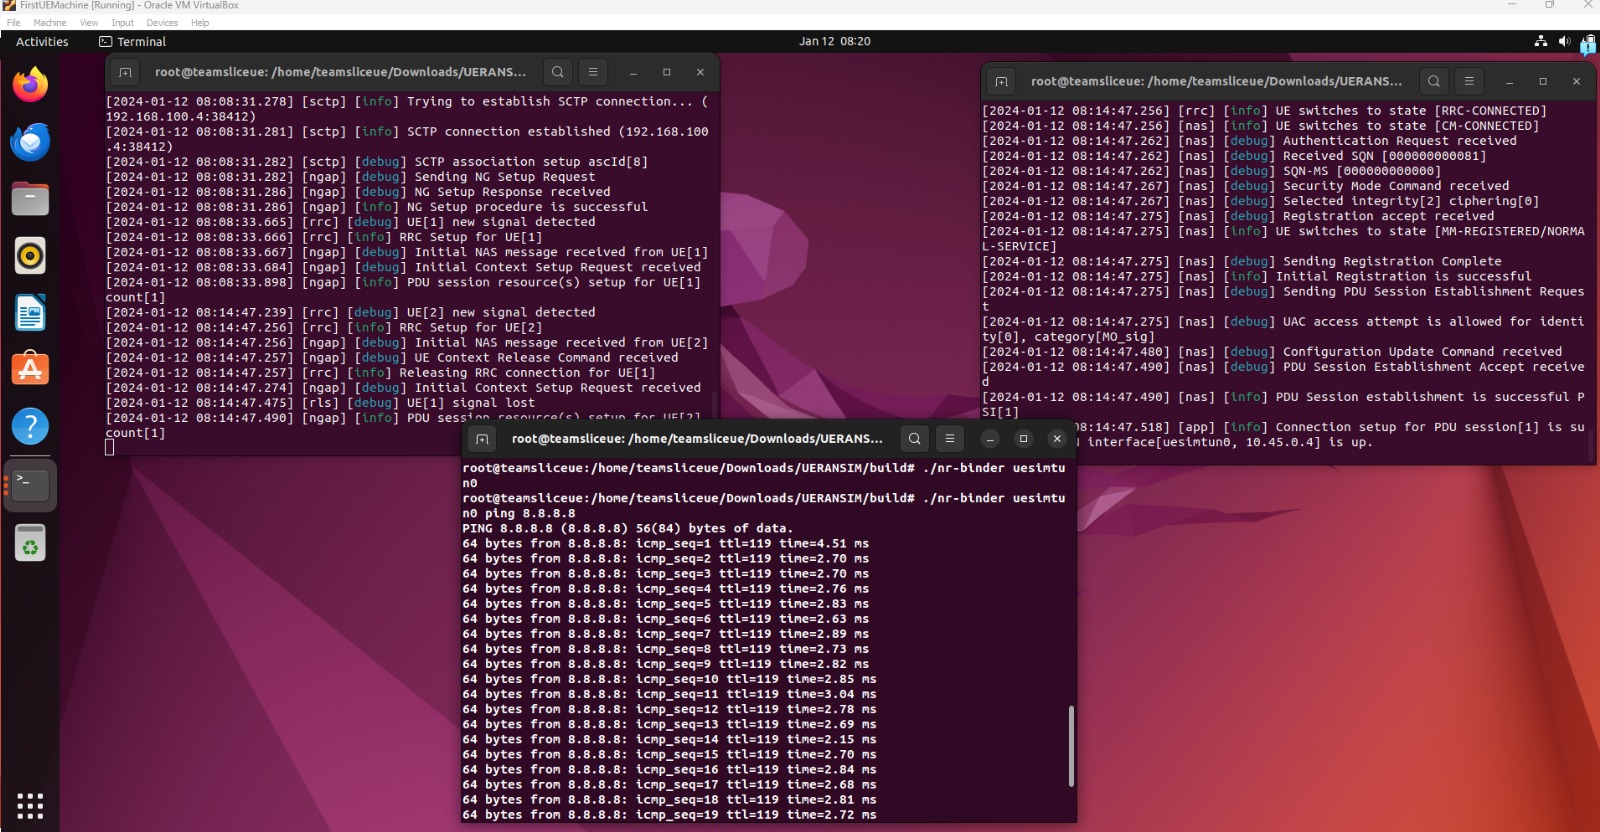 FirstUEMachine [Running] - Oracle VM VirtualBox
File Machine View Input Devices Help
Activities Terminal Jan 12 08:20
root@teamsliceue: /home/teamsliceue/Downloads/UERANS...
[2024-01-12 08:08:31.278] [sctp] [info] Trying to establish SCTP connection... (
192.168.100.4:38412)
[2024-01-12 08:08:31.281] [sctp] [info] SCTP connection established (192.168.100
.4:38412)
[2024-01-12 08:08:31.282] [sctp] [debug] SCTP association setup ascId[8]
[2024-01-12 08:08:31.282] [ngap] [debug] Sending NG Setup Request
[2024-01-12 08:08:31.286] [ngap] [debug] NG Setup Response received
[2024-01-12 08:08:31.286] [ngap] [info] NG Setup procedure is successful
[2024-01-12 08:08:33.665] [rrc] [debug] UE[1] new signal detected
[2024-01-12 08:08:33.666] [rrc] [info] RRC Setup for UE[1]
[2024-01-12 08:08:33.667] [ngap] [debug] Initial NAS message received from UE[1]
[2024-01-12 08:08:33.684] [ngap] [debug] Initial Context Setup Request received
[2024-01-12 08:08:33.898] [ngap] [info] PDU session resource(s) setup for UE[1]
count[1]
[2024-01-12 08:14:47.239] [rrc] [debug] UE[2] new signal detected
[2024-01-12 08:14:47.256] [rrc] [info] RRC Setup for UE[2]
[2024-01-12 08:14:47.256] [ngap] [debug] Initial NAS message received from UE[2]
[2024-01-12 08:14:47.257] [ngap] [debug] UE Context Release Command received
[2024-01-12 08:14:47.257] [rrc] [info] Releasing RRC connection for UE[1]
[2024-01-12 08:14:47.274] [ngap] [debug] Initial Context Setup Request received
[2024-01-12 08:14:47.475] [rls] [debug] UE[1] signal lost
[2024-01-12 08:14:47.490] [ngap] [info] PDU session resource(s) setup for UE[2]
count[1]
root@teamsliceue: /home/teamsliceue/Downloads/UERANS...
[2024-01-12 08:14:47.256] [rrc] [info] UE switches to state [RRC-CONNECTED]
[2024-01-12 08:14:47.256] [nas] [info] UE switches to state [CM-CONNECTED]
[2024-01-12 08:14:47.262] [nas] [debug] Authentication Request received
[2024-01-12 08:14:47.262] [nas] [debug] Received SQN [000000000081]
[2024-01-12 08:14:47.262] [nas] [debug] SQN-MS [000000000000]
[2024-01-12 08:14:47.267] [nas] [debug] Security Mode Command received
[2024-01-12 08:14:47.267] [nas] [debug] Selected integrity[2] ciphering[0]
[2024-01-12 08:14:47.275] [nas] [debug] Registration accept received
[2024-01-12 08:14:47.275] [nas] [info] UE switches to state [MM-REGISTERED/NORMA
L-SERVICE]
[2024-01-12 08:14:47.275] [nas] [debug] Sending Registration Complete
[2024-01-12 08:14:47.275] [nas] [info] Initial Registration is successful
[2024-01-12 08:14:47.275] [nas] [debug] Sending PDU Session Establishment Reques
t
[2024-01-12 08:14:47.275] [nas] [debug] UAC access attempt is allowed for identi
ty[0], category[MO_sig]
[2024-01-12 08:14:47.480] [nas] [debug] Configuration Update Command received
[2024-01-12 08:14:47.490] [nas] [debug] PDU Session Establishment Accept receive
d
[2024-01-12 08:14:47.490] [nas] [info] PDU Session establishment is successful P
SI[1]
08:14:47.518] [app] [info] Connection setup for PDU session[1] is su
interface[uesimtun0, 10.45.0.4] is up.
root@teamsliceue: /home/teamsliceue/Downloads/UERANS...
root@teamsliceue:/home/teamsliceue/Downloads/UERANSIM/build# ./nr-binder uesimtu
n0
root@teamsliceue:/home/teamsliceue/Downloads/UERANSIM/build# ./nr-binder uesimtu
n0 ping 8.8.8.8
PING 8.8.8.8 (8.8.8.8) 56(84) bytes of data.
64 bytes from 8.8.8.8: icmp_seq=1 ttl=119 time=4.51 ms
64 bytes from 8.8.8.8: icmp_seq=2 ttl=119 time=2.70 ms
64 bytes from 8.8.8.8: icmp_seq=3 ttl=119 time=2.70 ms
64 bytes from 8.8.8.8: icmp_seq=4 ttl=119 time=2.76 ms
64 bytes from 8.8.8.8: icmp_seq=5 ttl=119 time=2.83 ms
64 bytes from 8.8.8.8: icmp_seq=6 ttl=119 time=2.63 ms
64 bytes from 8.8.8.8: icmp_seq=7 ttl=119 time=2.89 ms
64 bytes from 8.8.8.8: icmp_seq=8 ttl=119 time=2.73 ms
64 bytes from 8.8.8.8: icmp_seq=9 ttl=119 time=2.82 ms
64 bytes from 8.8.8.8: icmp_seq=10 ttl=119 time=2.85 ms
64 bytes from 8.8.8.8: icmp_seq=11 ttl=119 time=3.04 ms
64 bytes from 8.8.8.8: icmp_seq=12 ttl=119 time=2.78 ms
64 bytes from 8.8.8.8: icmp_seq=13 ttl=119 time=2.69 ms
64 bytes from 8.8.8.8: icmp_seq=14 ttl=119 time=2.15 ms
64 bytes from 8.8.8.8: icmp_seq=15 ttl=119 time=2.70 ms
64 bytes from 8.8.8.8: icmp_seq=16 ttl=119 time=2.84 ms
64 bytes from 8.8.8.8: icmp_seq=17 ttl=119 time=2.68 ms
64 bytes from 8.8.8.8: icmp_seq=18 ttl=119 time=2.81 ms
64 bytes from 8.8.8.8: icmp_seq=19 ttl=119 time=2.72 ms